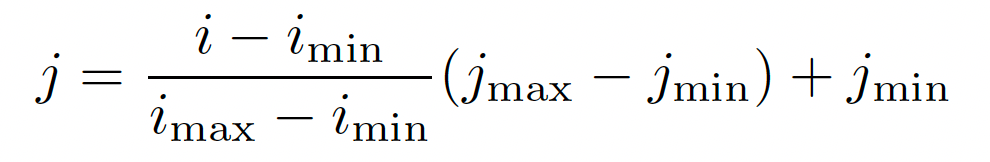 j = \frac{i - i_{\min}}{i_{\max} - i_{\min}} (j_{\max} - j_{\min}) + j_{\min}